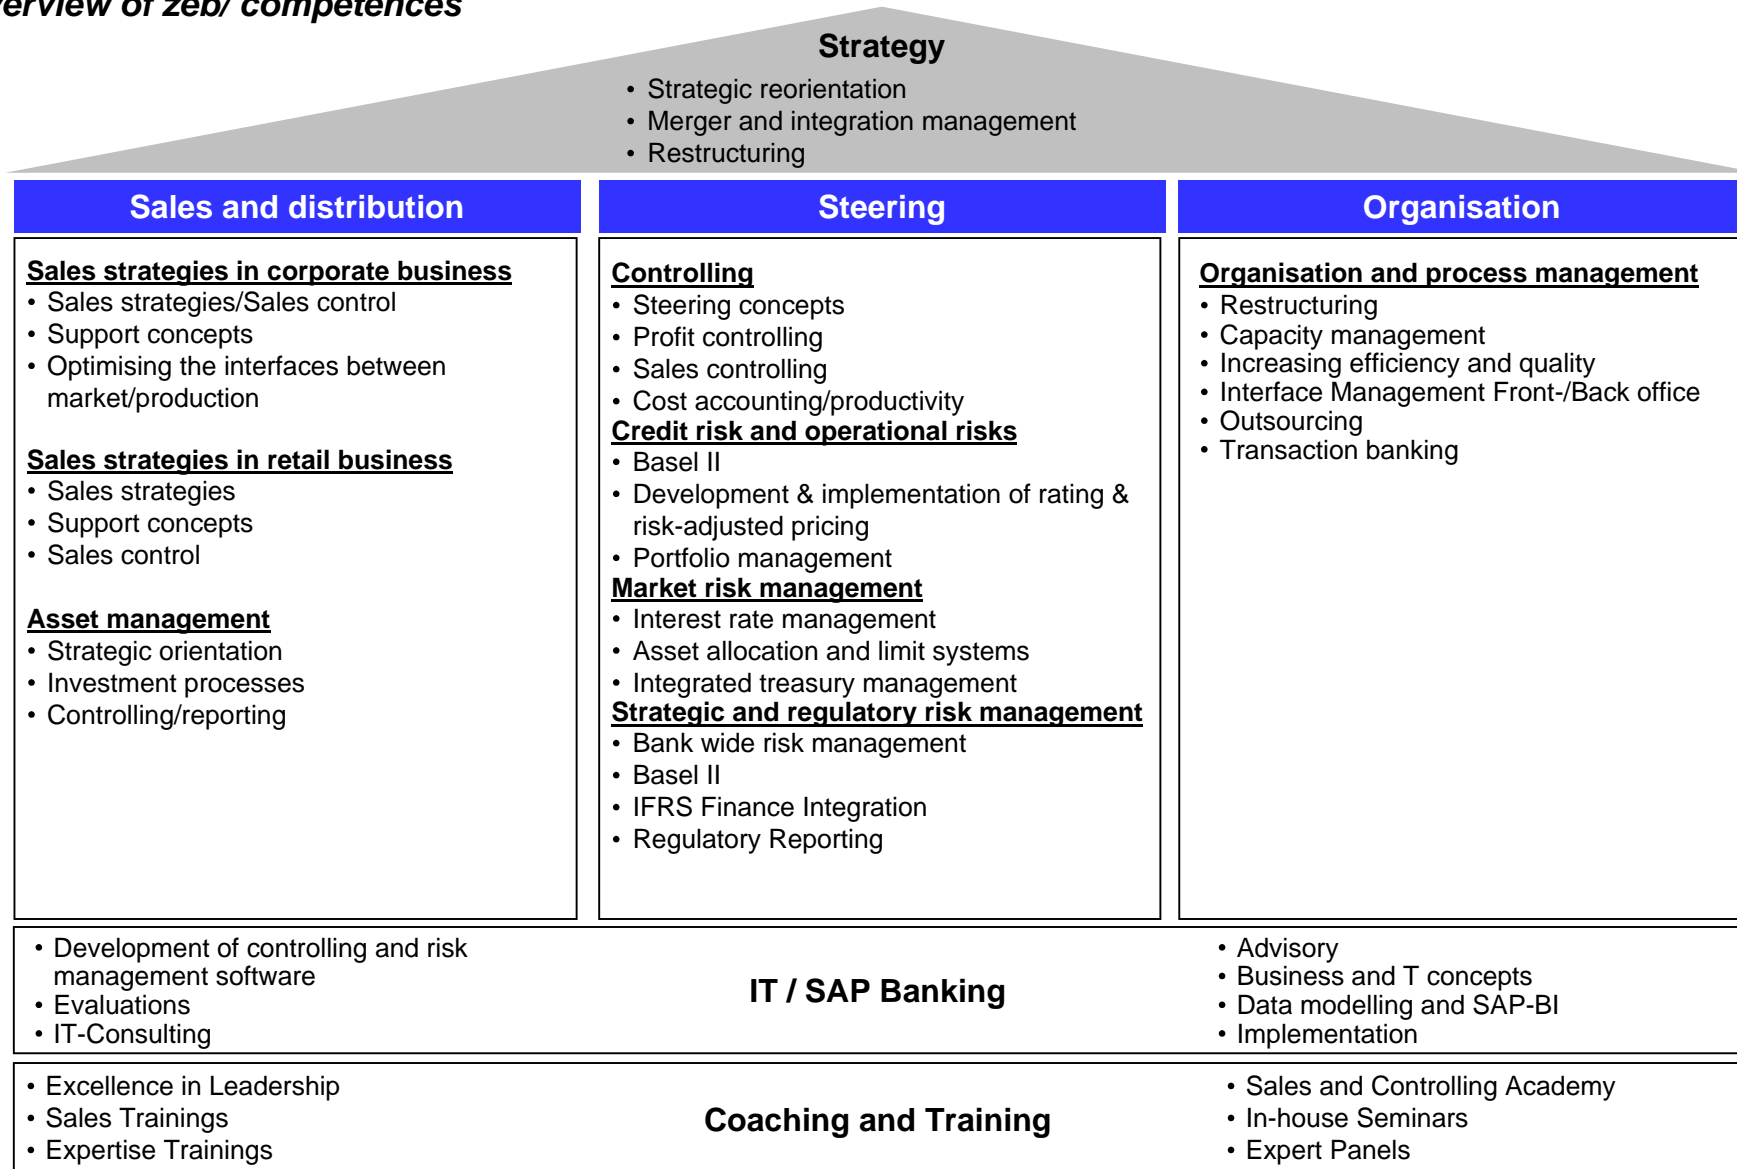 verview of zeb/ competences
Strategy
• Strategic reorientation
• Merger and integration management
• Restructuring
Sales and distribution
Sales strategies in corporate business
• Sales strategies/Sales control
• Support concepts
• Optimising the interfaces between
market/production
Sales strategies in retail business
• Sales strategies
• Support concepts
• Sales control
Asset management
• Strategic orientation
• Investment processes
• Controlling/reporting
Steering
Controlling
• Steering concepts
• Profit controlling
• Sales controlling
• Cost accounting/productivity
Credit risk and operational risks
• Basel II
• Development & implementation of rating &
risk-adjusted pricing
• Portfolio management
Market risk management
• Interest rate management
• Asset allocation and limit systems
• Integrated treasury management
Strategic and regulatory risk management
• Bank wide risk management
• Basel II
• IFRS Finance Integration
• Regulatory Reporting
Organisation
Organisation and process management
• Restructuring
• Capacity management
• Increasing efficiency and quality
• Interface Management Front-/Back office
• Outsourcing
• Transaction banking
• Development of controlling and risk
management software
• Evaluations
• IT-Consulting
IT / SAP Banking
• Advisory
• Business and T concepts
• Data modelling and SAP-BI
• Implementation
• Excellence in Leadership
• Sales Trainings
• Expertise Trainings
Coaching and Training
• Sales and Controlling Academy
• In-house Seminars
• Expert Panels